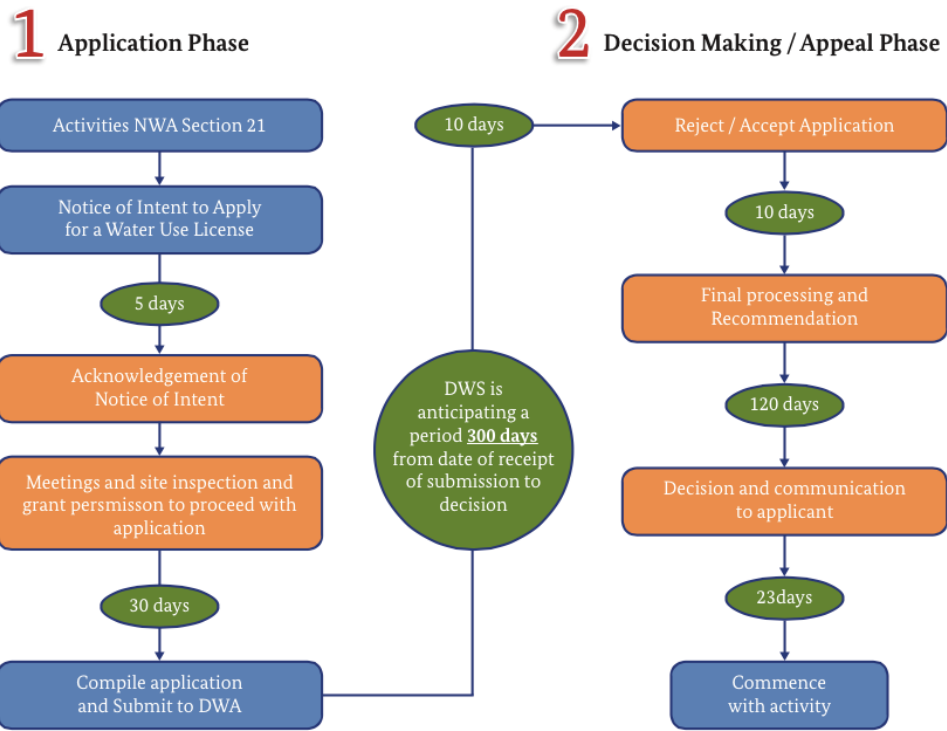 1 Application Phase
Activities NWA Section 21
Notice of Intent to Apply
for a Water Use License
5 days
Acknowledgement of
Notice of Intent
Meetings and site inspection and
grant persmisson to proceed with
application
30 days
Compile application
and Submit to DWA
DWS is
anticipating a
period 300 days
from date of receipt
of submission to
decision
10 days
2 Decision Making / Appeal Phase
Reject / Accept Application
10 days
Final processing and
Recommendation
120 days
Decision and communication
to applicant
23days
Commence
with activity